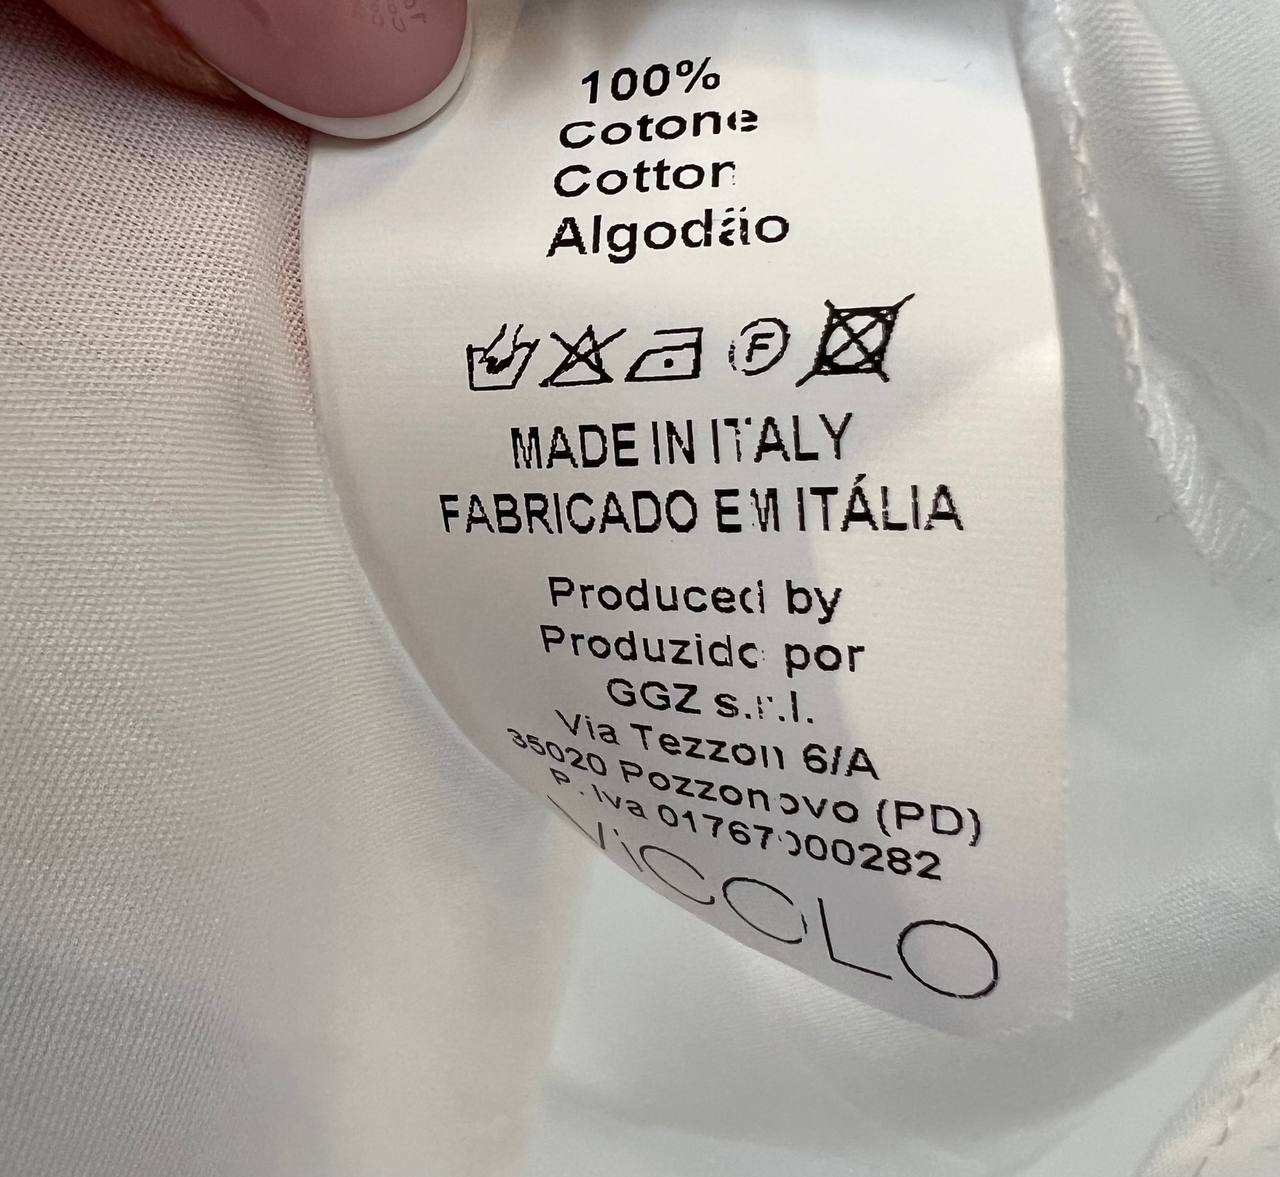 100%
Cotone
Cotton
Algodão
F
MADE IN ITALY
FABRICADO EM ITÁLIA
Produced by
Produzido por
GGZ s.r.l.
Via Tezzon 6/A
35020 Pozzonovo (PD)
P. Iva 01767000282
ViCOLO